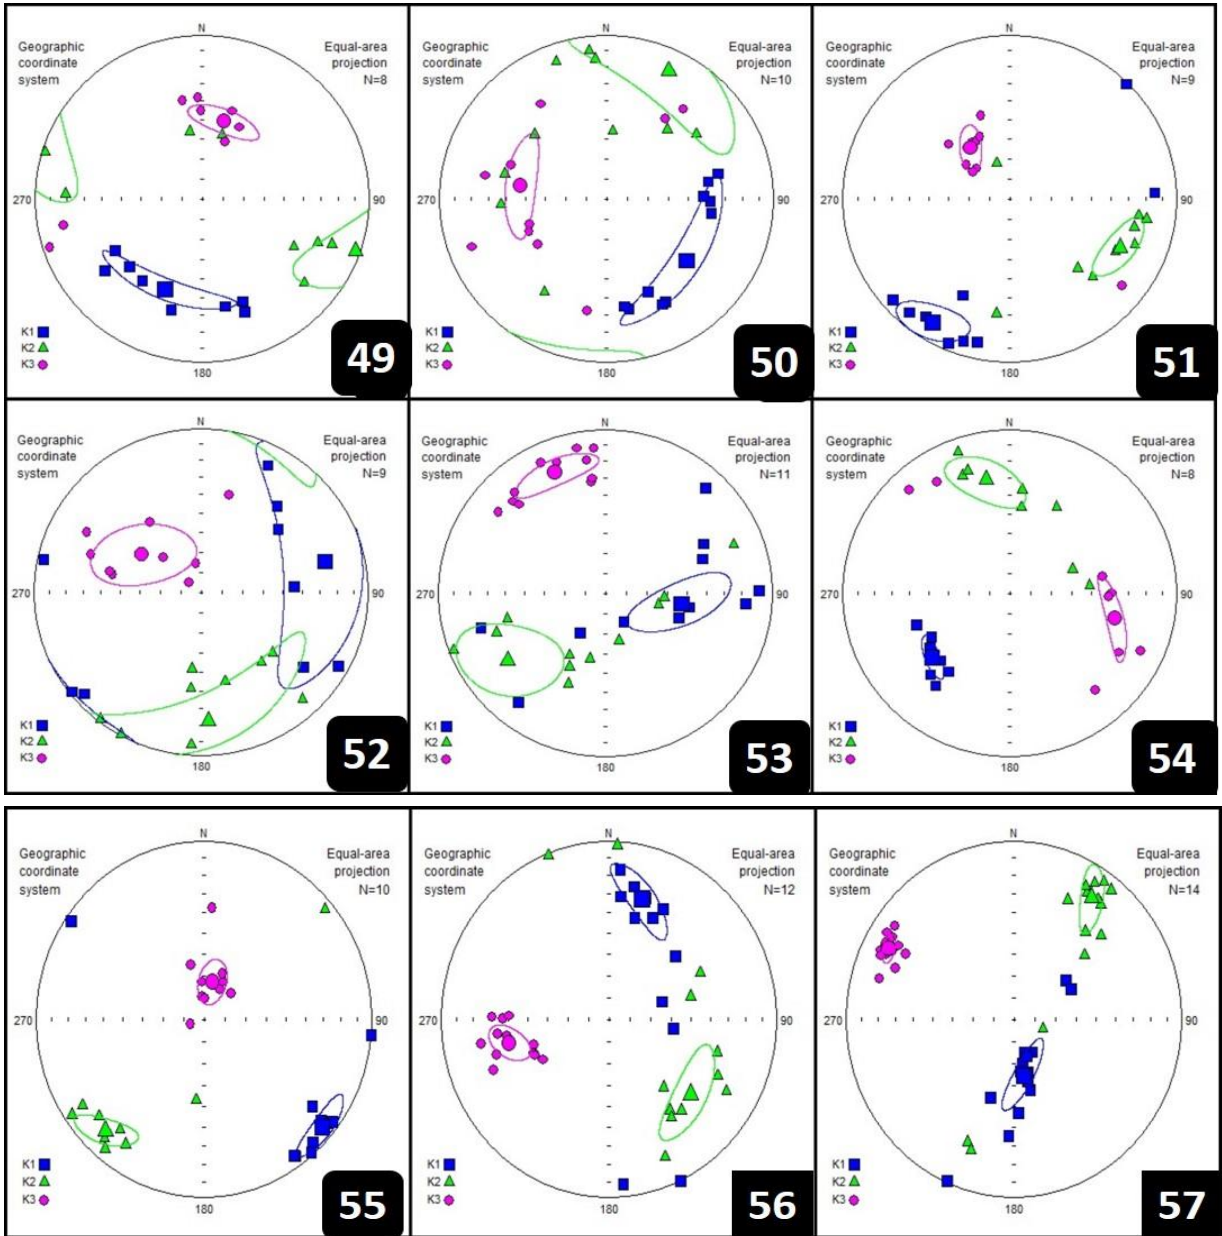 N
Geographic
coordinate
system
Equal-area
projection
N=8
270
90
K1
K2
K3
180
49
N
Geographic
coordinate
system
Equal-area
projection
N=10
270
90
K1
K2
K3
180
50
N
Geographic
coordinate
system
Equal-area
projection
N=9
270
90
K1
K2
K3
180
51
N
Geographic
coordinate
system
Equal-area
projection
N=9
270
90
K1
K2
K3
180
52
N
Geographic
coordinate
system
Equal-area
projection
N=11
270
90
K1
K2
K3
180
53
N
Geographic
coordinate
system
Equal-area
projection
N=8
270
90
K1
K2
K3
180
54
N
Geographic
coordinate
system
Equal-area
projection
N=10
270
90
K1
K2
K3
180
55
N
Geographic
coordinate
system
Equal-area
projection
N=12
270
90
K1
K2
K3
180
56
N
Geographic
coordinate
system
Equal-area
projection
N=14
270
90
K1
K2
K3
180
57